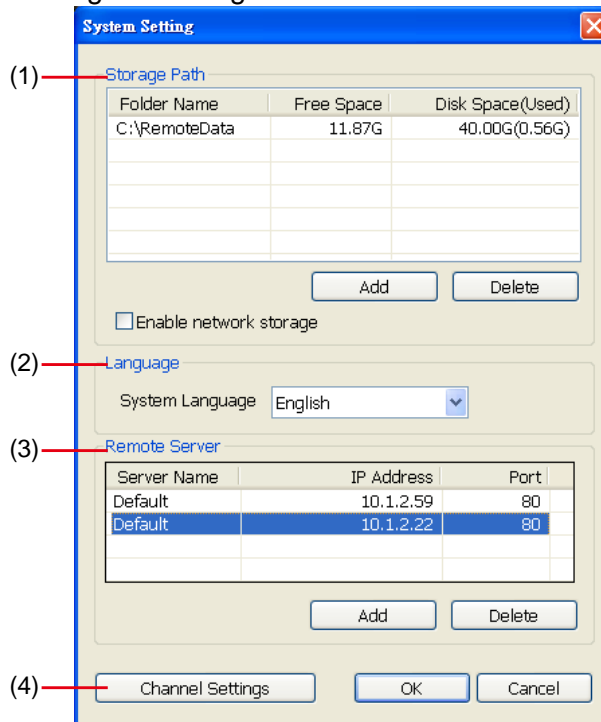 System Setting
(1)
Storage Path
Folder Name Free Space Disk Space(Used)
C:\RemoteData 11.87G 40.00G(0.56G)
Add Delete
Enable network storage
(2)
Language
System Language English
(3)
Remote Server
Server Name IP Address Port
Default 10.1.2.59 80
Default 10.1.2.22 80
Add Delete
(4)
Channel Settings OK Cancel